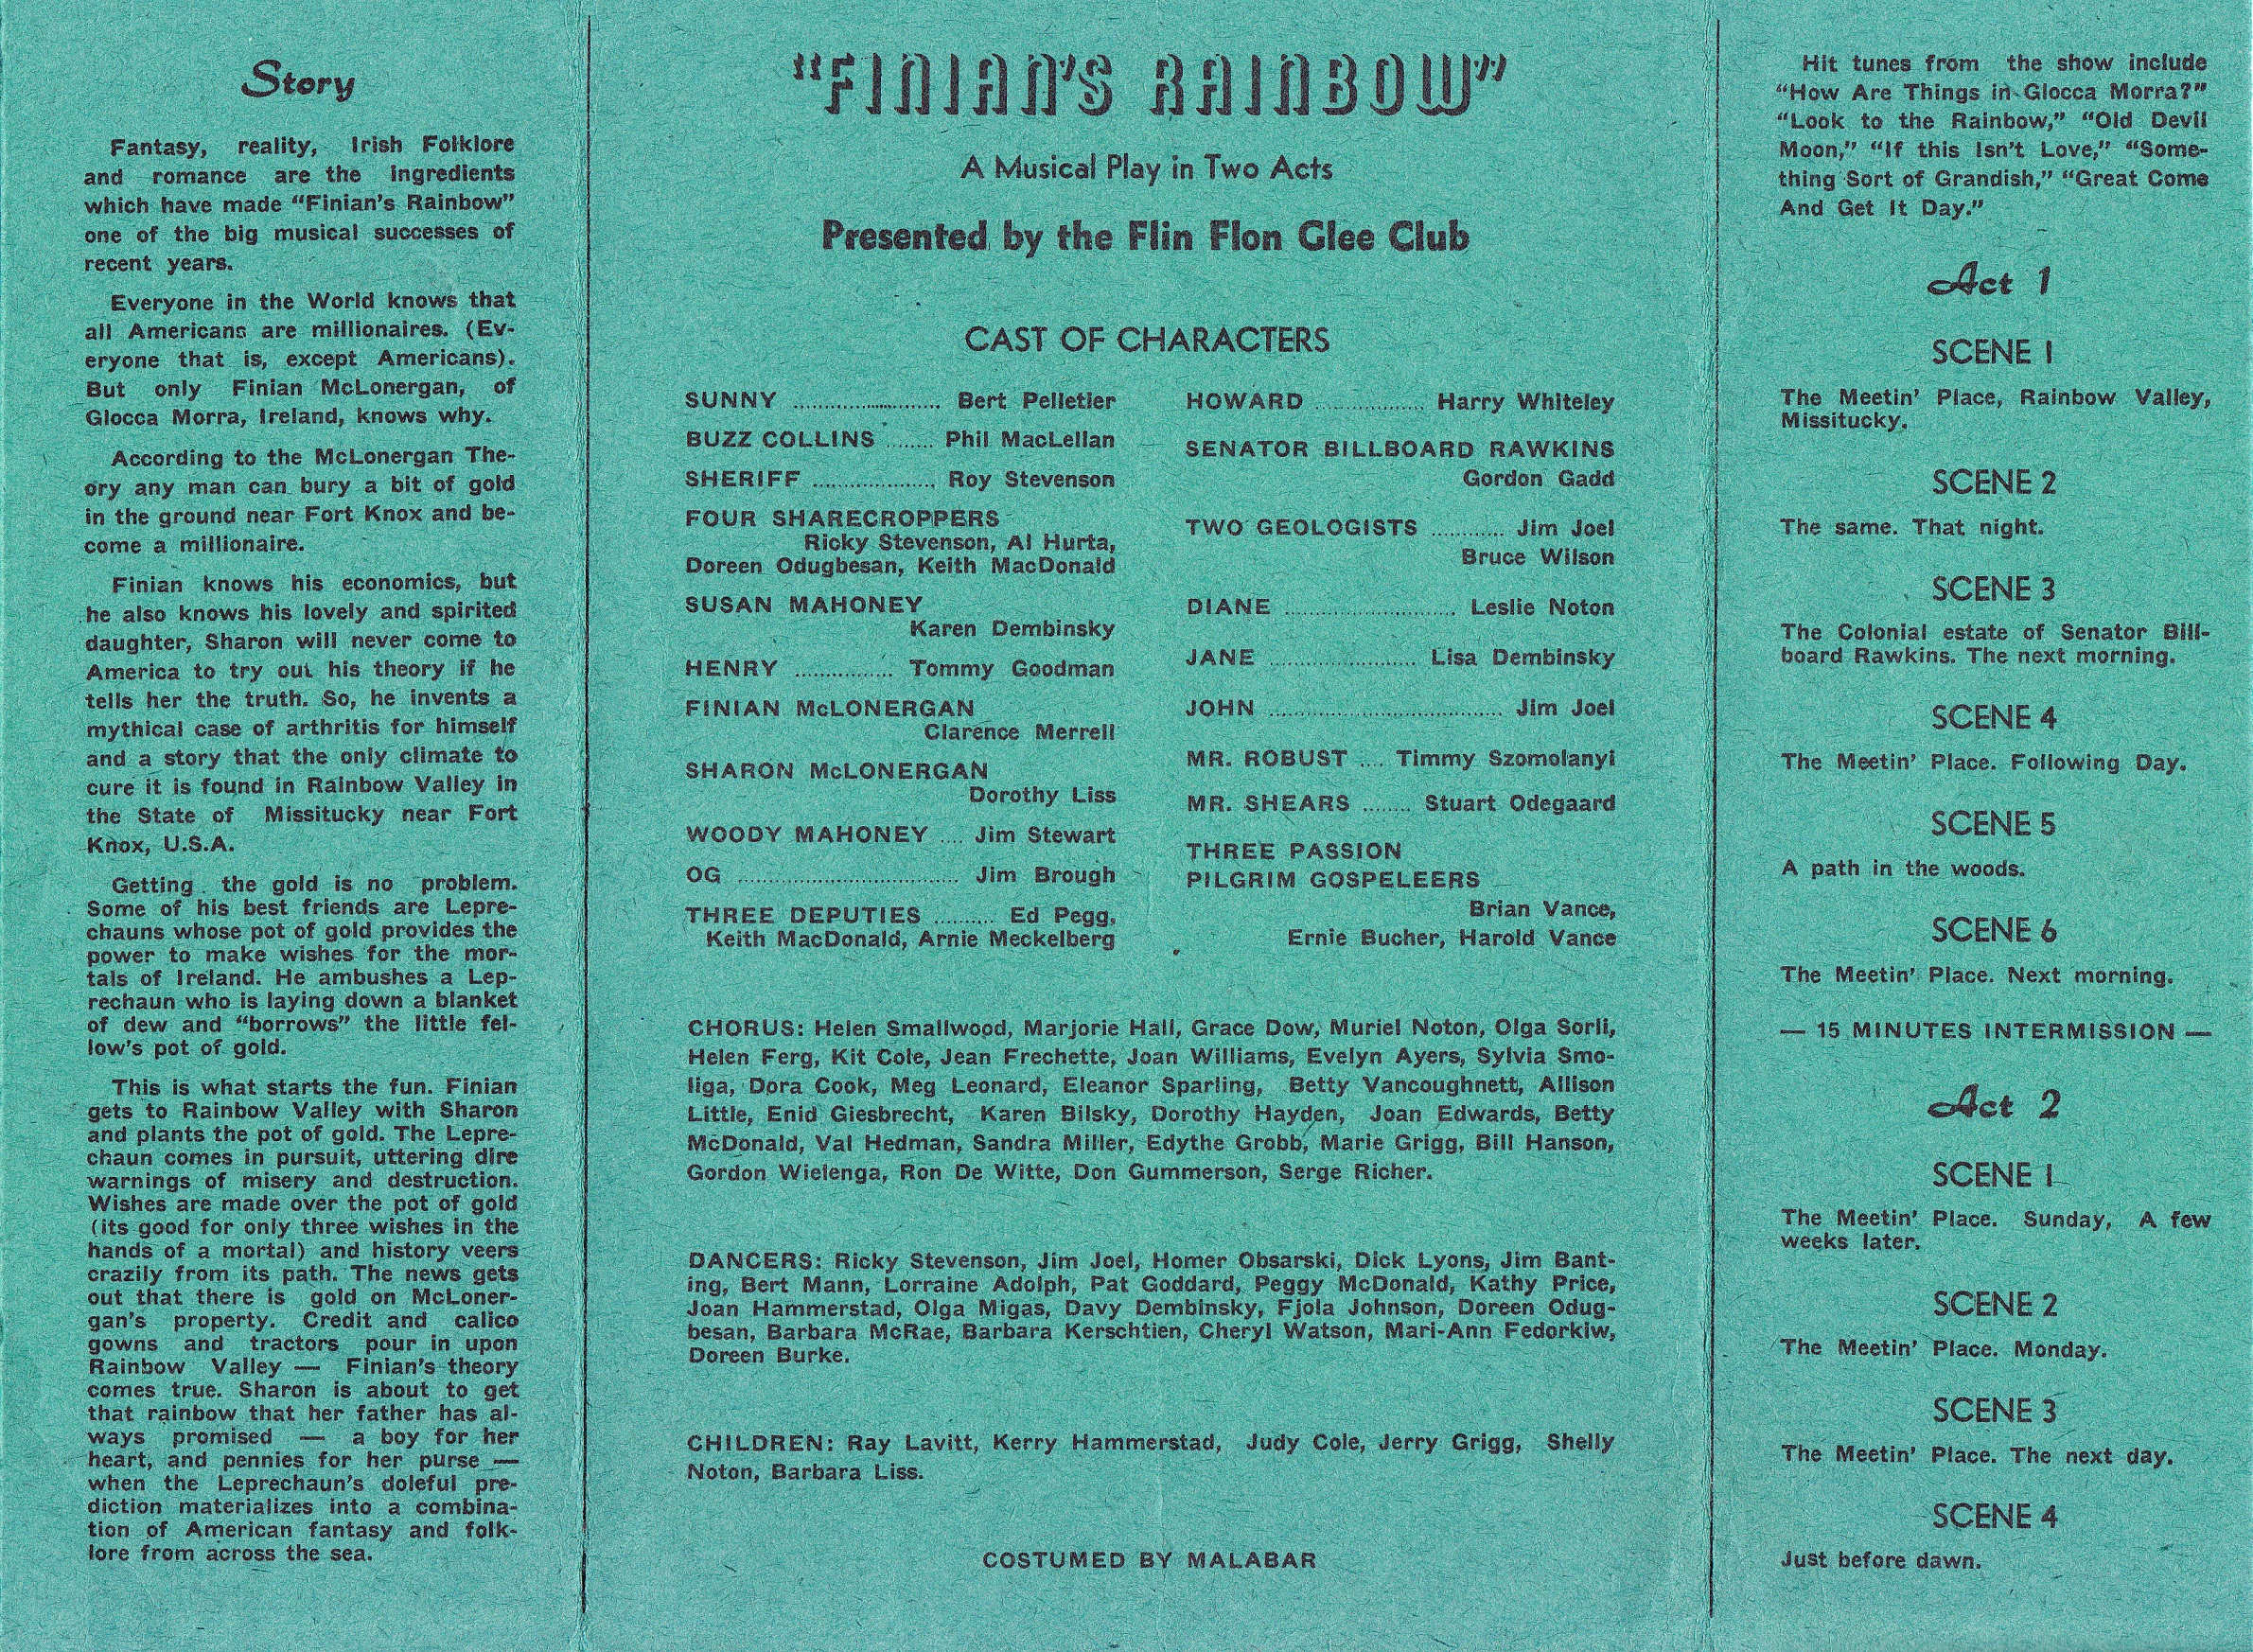 Story
Fantasy, reality, Irish Folklore
and romance are the ingredients
which have made “Finian’s Rainbow”
one of the big musical successes of
recent years.
Everyone in the World knows that
all Americans are millionaires. (Ev-
eryone that is, except Americans).
But only Finian McLonergan, of
Glocca Morra, Ireland, knows why.
According to the McLonergan The-
ory any man can bury a bit of gold
in the ground near Fort Knox and be-
come a millionaire.
Finian knows his economics, but
he also knows his lovely and spirited
daughter, Sharon will never come to
America to try out his theory if he
tells her the truth. So, he invents a
mythical case of arthritis for himself
and a story that the only climate to
cure it is found in Rainbow Valley in
the State of Missitucky near Fort
Knox, U.S.A.
Getting the gold is no problem.
Some of his best friends are Lepre-
chauns whose pot of gold provides the
power to make wishes for the mor-
tals of Ireland. He ambushes a Lep-
rechaun who is laying down a blanket
of dew and “borrows” the little fel-
low’s pot of gold.
This is what starts the fun. Finian
gets to Rainbow Valley with Sharon
and plants the pot of gold. The Lepre-
chaun comes in pursuit, uttering dire
warnings of misery and destruction.
Wishes are made over the pot of gold
(its good for only three wishes in the
hands of a mortal) and history veers
crazily from its path. The news gets
out that there is gold on McLoner-
gan’s property. Credit and calico
gowns and tractors pour in upon
Rainbow Valley — Finian’s theory
comes true. Sharon is about to get
that rainbow that her father has al-
ways promised — a boy for her
heart, and pennies for her purse —
when the Leprechaun’s doleful pre-
diction materializes into a combina-
tion of American fantasy and folk-
lore from across the sea.
“FINIAN’S RAINBOW”
A Musical Play in Two Acts
Presented by the Flin Flon Glee Club
CAST OF CHARACTERS
SUNNY ........................... Bert Pelletier
BUZZ COLLINS ........ Phil MacLellan
SHERIFF ..................... Roy Stevenson
FOUR SHARECROPPERS
Ricky Stevenson, Al Hurta,
Doreen Odugbesan, Keith MacDonald
SUSAN MAHONEY
Karen Dembinsky
HENRY ................. Tommy Goodman
FINIAN McLONERGAN
Clarence Merrell
SHARON McLONERGAN
Dorothy Liss
WOODY MAHONEY .... Jim Stewart
OG ...................................... Jim Brough
THREE DEPUTIES .......... Ed Pegg,
Keith MacDonald, Arnie Meckelberg
HOWARD ................... Harry Whiteley
SENATOR BILLBOARD RAWKINS
Gordon Gadd
TWO GEOLOGISTS ............ Jim Joel
Bruce Wilson
DIANE .............................. Leslie Noton
JANE ......................... Lisa Dembinsky
JOHN ........................................ Jim Joel
MR. ROBUST .... Timmy Szomolanyi
MR. SHEARS ........ Stuart Odegaard
THREE PASSION
PILGRIM GOSPELEERS
Brian Vance,
Ernie Bucher, Harold Vance
CHORUS: Helen Smallwood, Marjorie Hall, Grace Dow, Muriel Noton, Olga Sorli,
Helen Ferg, Kit Cole, Jean Frechette, Joan Williams, Evelyn Ayers, Sylvia Smo-
liga, Dora Cook, Meg Leonard, Eleanor Sparling, Betty Vancoughnett, Allison
Little, Enid Giesbrecht, Karen Bilsky, Dorothy Hayden, Joan Edwards, Betty
McDonald, Val Hedman, Sandra Miller, Edythe Grobb, Marie Grigg, Bill Hanson,
Gordon Wielenga, Ron De Witte, Don Gummerson, Serge Richer.
DANCERS: Ricky Stevenson, Jim Joel, Homer Obsarski, Dick Lyons, Jim Bant-
ing, Bert Mann, Lorraine Adolph, Pat Goddard, Peggy McDonald, Kathy Price,
Joan Hammerstad, Olga Migas, Davy Dembinsky, Fjola Johnson, Doreen Odug-
besan, Barbara McRae, Barbara Kerschtien, Cheryl Watson, Mari-Ann Fedorkiw,
Doreen Burke.
CHILDREN: Ray Lavitt, Kerry Hammerstad, Judy Cole, Jerry Grigg, Shelly
Noton, Barbara Liss.
COSTUMED BY MALABAR
Hit tunes from the show include
“How Are Things in Glocca Morra?”
“Look to the Rainbow,” “Old Devil
Moon,” “If this Isn’t Love,” “Some-
thing Sort of Grandish,” “Great Come
And Get It Day.”
Act 1
SCENE 1
The Meetin’ Place, Rainbow Valley,
Missitucky.
SCENE 2
The same. That night.
SCENE 3
The Colonial estate of Senator Bill-
board Rawkins. The next morning.
SCENE 4
The Meetin’ Place. Following Day.
SCENE 5
A path in the woods.
SCENE 6
The Meetin’ Place. Next morning.
— 15 MINUTES INTERMISSION —
Act 2
SCENE 1
The Meetin’ Place. Sunday, A few
weeks later.
SCENE 2
The Meetin’ Place. Monday.
SCENE 3
The Meetin’ Place. The next day.
SCENE 4
Just before dawn.